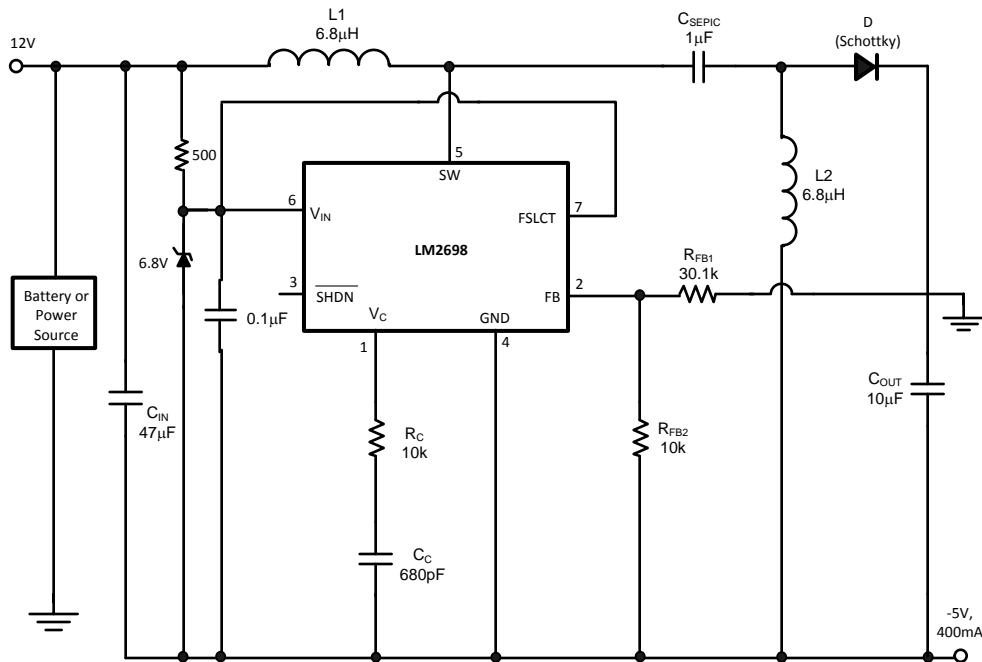 L1
6.8μH
CSEPIC
1μF
D
(Schottky)
12V
500
5
SW
6
VIN
FSLCT
7
L2
6.8μH
LM2698
6.8V
3
SHDN
FB
2
RFB1
30.1k
Battery or
Power
Source
0.1μF
VC
GND
1
4
CIN
47μF
COUT
10μF
RC
10k
RFB2
10k
CC
680pF
-5V,
400mA